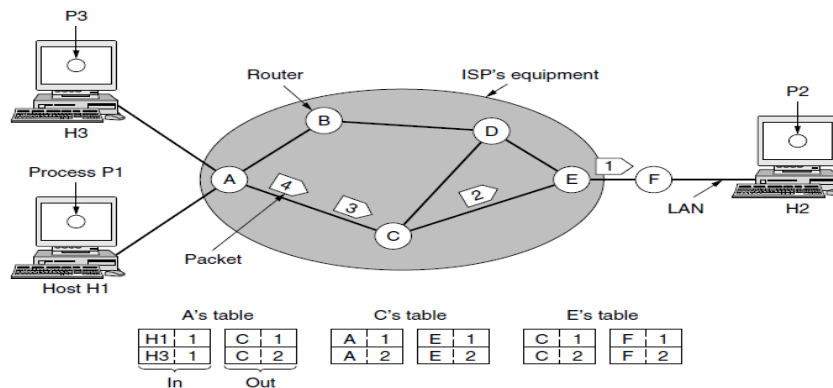 P3
H3
Process P1
Host H1
Router
ISP's equipment
P2
B
D
A
E
F
C
1
4
3
2
Packet
LAN
H2
A's table
C's table
E's table
H1 1 C 1 A 1 E 1 C 1 F 1
H3 1 C 2 A 2 E 2 C 2 F 2
In Out